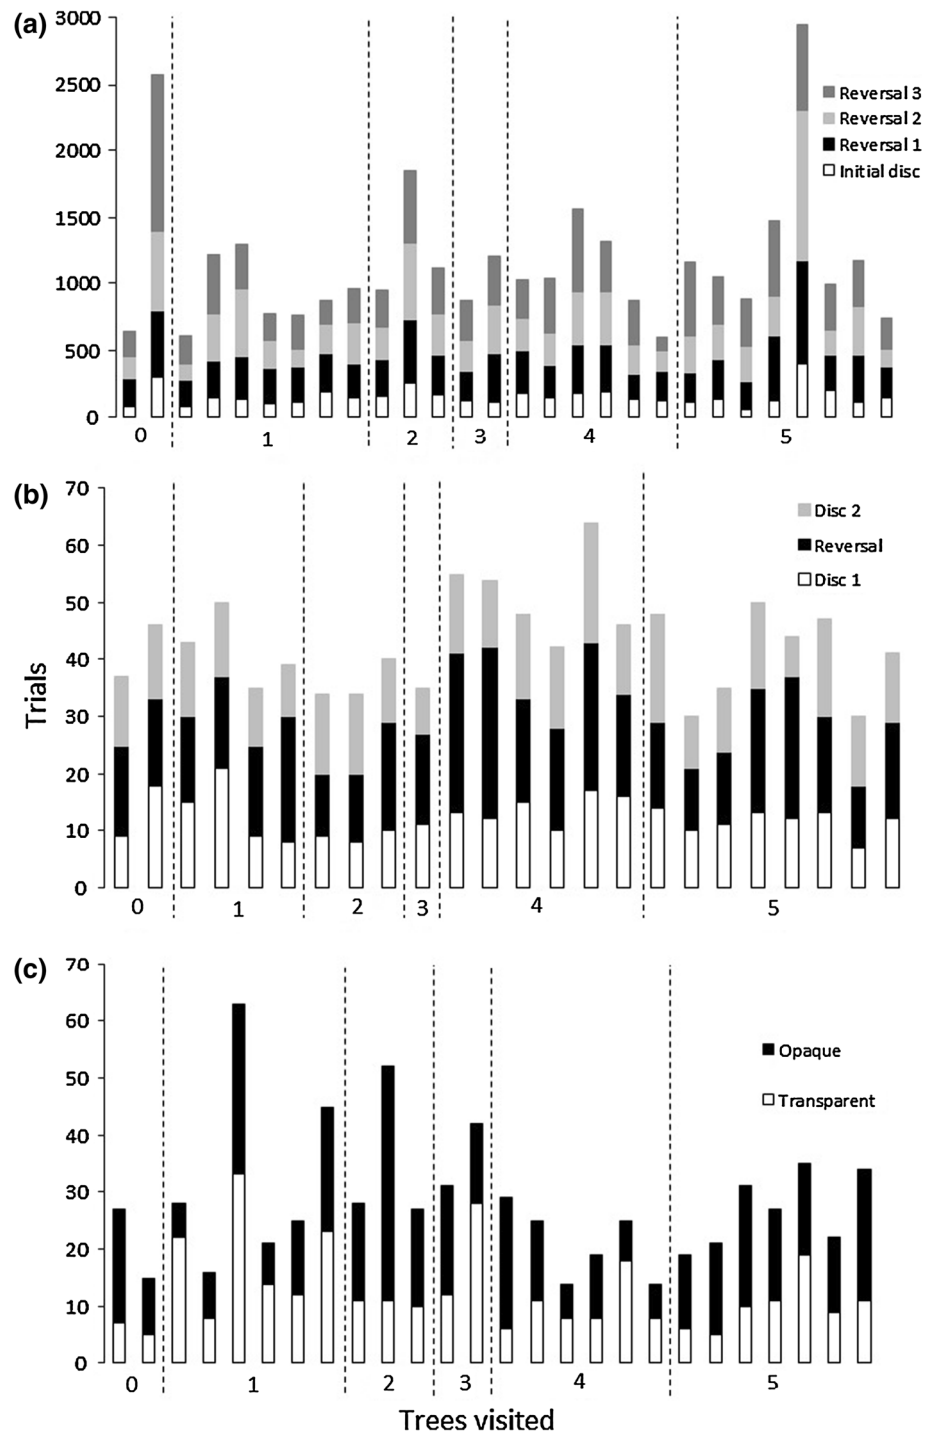 (a)
3000
2500
2000
1500
1000
500
0
Reversal 3
Reversal 2
Reversal 1
Initial disc
0 1 2 3 4 5
(b)
70
60
50
40
30
20
10
0
Disc 2
Reversal
Disc 1
Trials
0 1 2 3 4 5
(c)
70
60
50
40
30
20
10
0
Opaque
Transparent
0 1 2 3 4 5
Trees visited